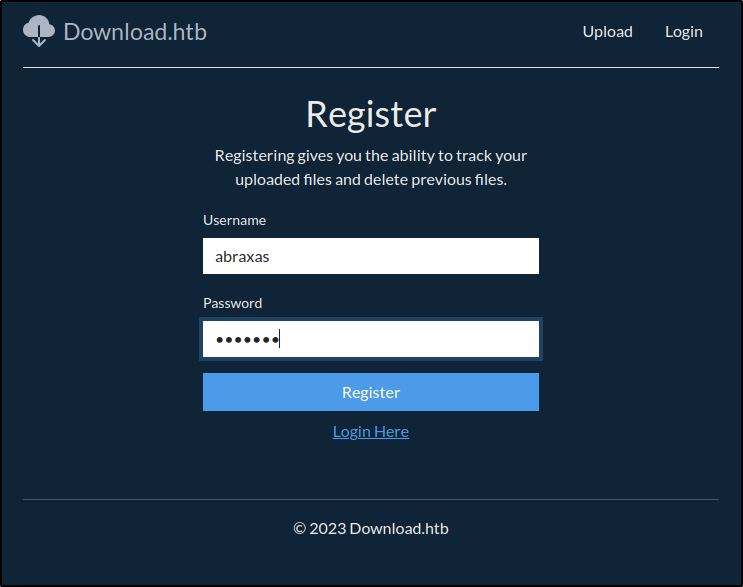 Download.htb
Upload
Login
Register
Registering gives you the ability to track your
uploaded files and delete previous files.
Username
abraxas
Password
•••••••
Register
Login Here
© 2023 Download.htb